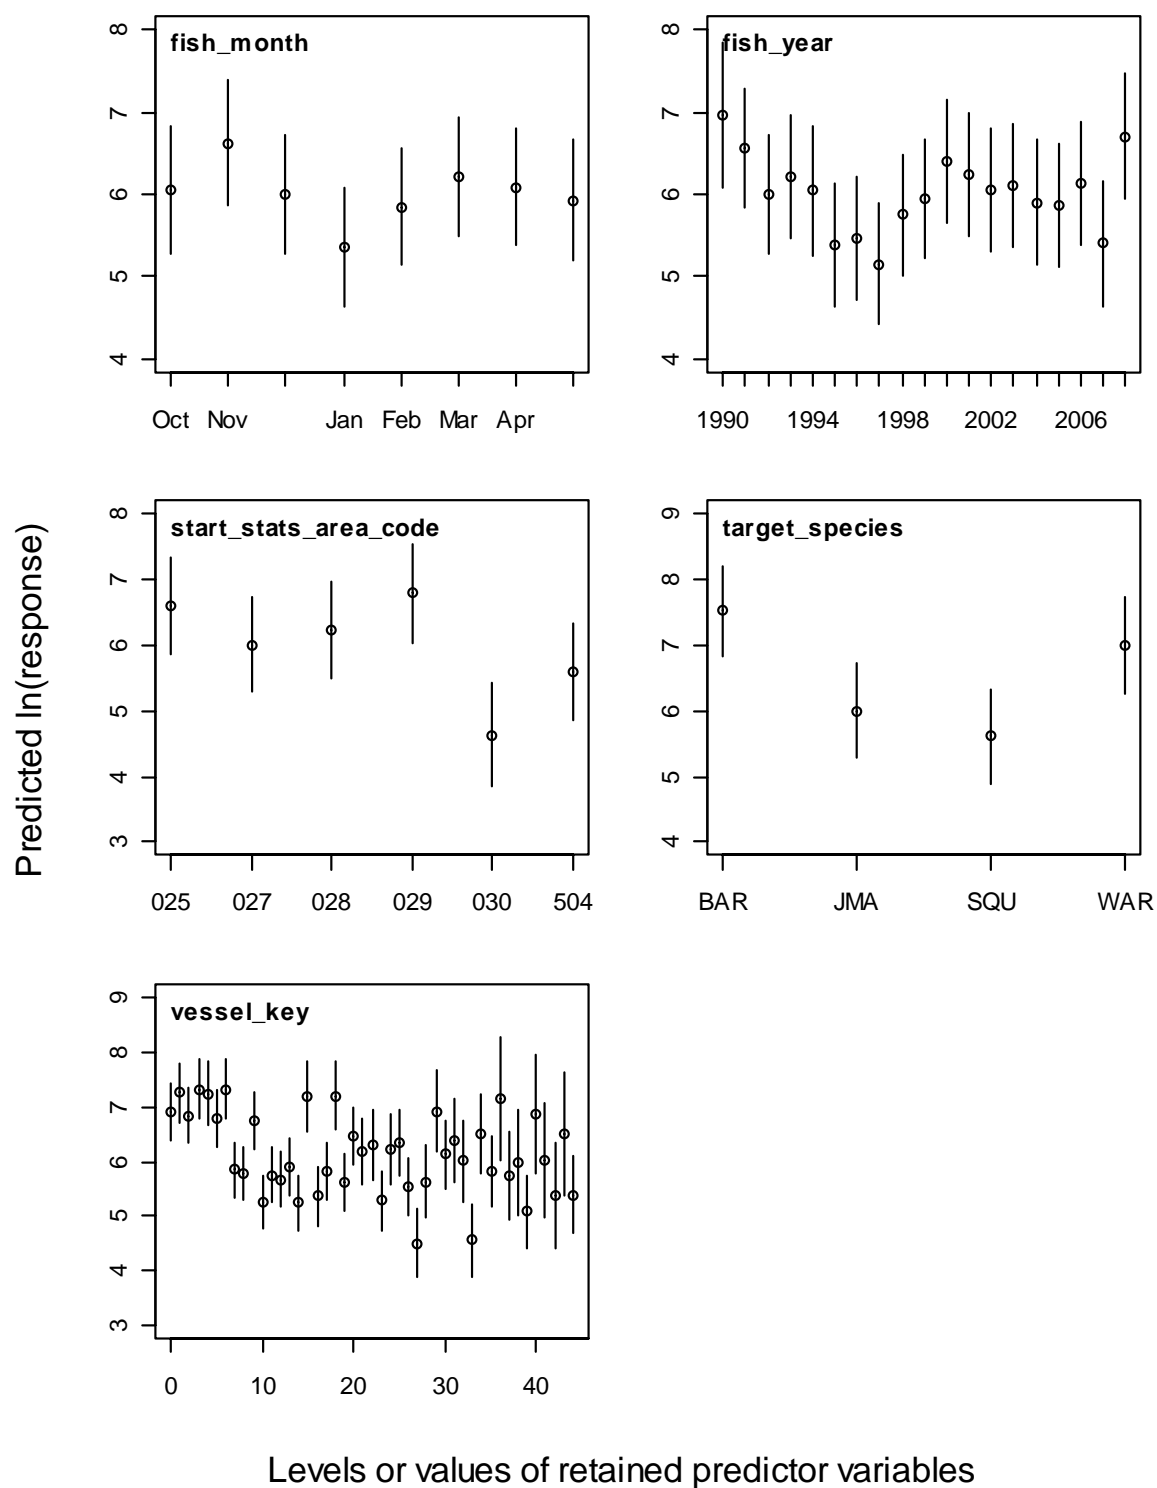 fish_month
8
7
6
5
4
Oct Nov Jan Feb Mar Apr
fish_year
8
7
6
5
4
1990 1994 1998 2002 2006
start_stats_area_code
8
7
6
5
4
3
025 027 028 029 030 504
target_species
9
8
7
6
5
4
BAR JMA SQU WAR
vessel_key
9
8
7
6
5
4
3
0 10 20 30 40
Predicted ln(response)
Levels or values of retained predictor variables